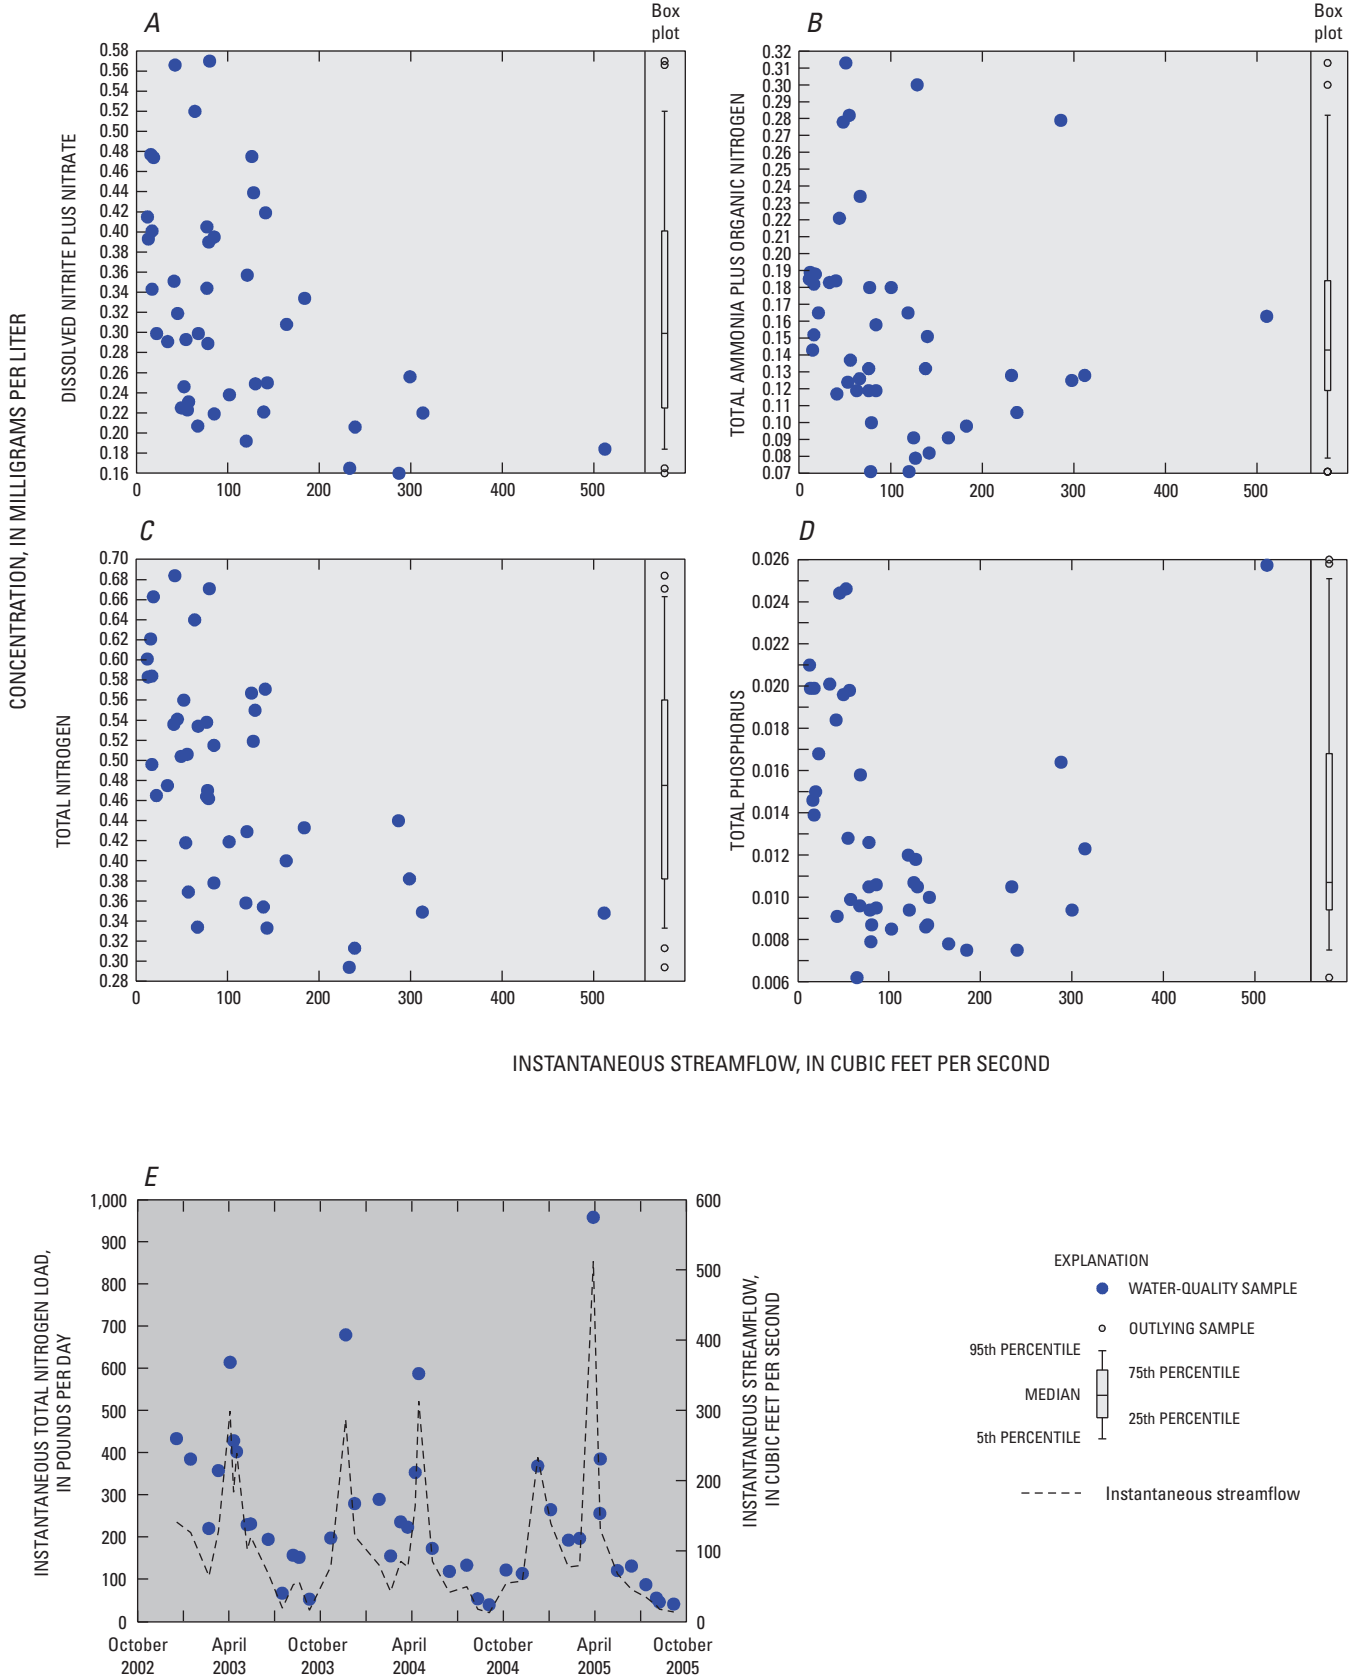 A
Box
plot
B
Box
plot
CONCENTRATION, IN MILLIGRAMS PER LITER
DISSOLVED NITRITE PLUS NITRATE
0.58
0.56
0.54
0.52
0.50
0.48
0.46
0.44
0.42
0.40
0.38
0.36
0.34
0.32
0.30
0.28
0.26
0.24
0.22
0.20
0.18
0.16
0 100 200 300 400 500
TOTAL AMMONIA PLUS ORGANIC NITROGEN
0.32
0.31
0.30
0.29
0.28
0.27
0.26
0.25
0.24
0.23
0.22
0.21
0.20
0.19
0.18
0.17
0.16
0.15
0.14
0.13
0.12
0.11
0.10
0.09
0.08
0.07
0 100 200 300 400 500
C
TOTAL NITROGEN
0.70
0.68
0.66
0.64
0.62
0.60
0.58
0.56
0.54
0.52
0.50
0.48
0.46
0.44
0.42
0.40
0.38
0.36
0.34
0.32
0.30
0.28
0 100 200 300 400 500
D
TOTAL PHOSPHORUS
0.026
0.024
0.022
0.020
0.018
0.016
0.014
0.012
0.010
0.008
0.006
0 100 200 300 400 500
INSTANTANEOUS STREAMFLOW, IN CUBIC FEET PER SECOND
E
INSTANTANEOUS TOTAL NITROGEN LOAD,
IN POUNDS PER DAY
1,000
900
800
700
600
500
400
300
200
100
0
600
500
400
300
200
100
0
INSTANTANEOUS STREAMFLOW,
IN CUBIC FEET PER SECOND
October April October April October April October
2002 2003 2003 2004 2004 2005 2005
EXPLANATION
WATER-QUALITY SAMPLE
OUTLYING SAMPLE
95th PERCENTILE
75th PERCENTILE
MEDIAN
25th PERCENTILE
5th PERCENTILE
Instantaneous streamflow